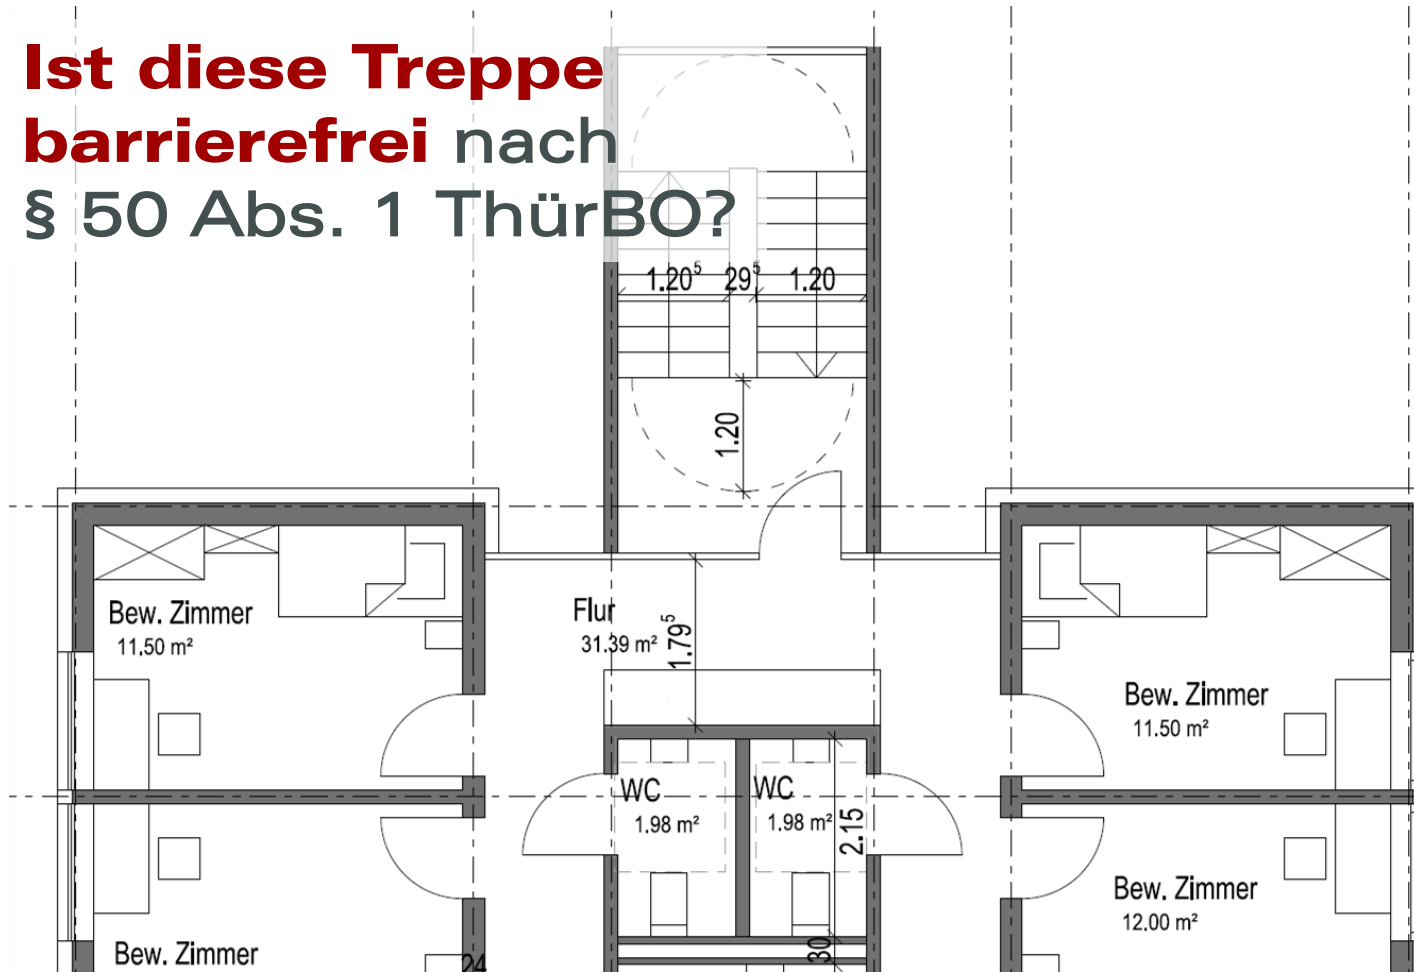 Ist diese Treppe
barrierefrei nach
§ 50 Abs. 1 ThürBO?
1.20⁵ 29⁵ 1.20
1.20
Flur
31.39 m²
1.79⁵
Bew. Zimmer
11.50 m²
Bew. Zimmer
11.50 m²
WC
1.98 m²
WC
1.98 m²
2.15
Bew. Zimmer
12.00 m²
Bew. Zimmer
24
30